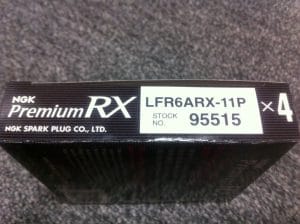 NGK
Premium RX
NGK SPARK PLUG CO., LTD.
LFR6ARX-11P
STOCK NO. 95515
×4